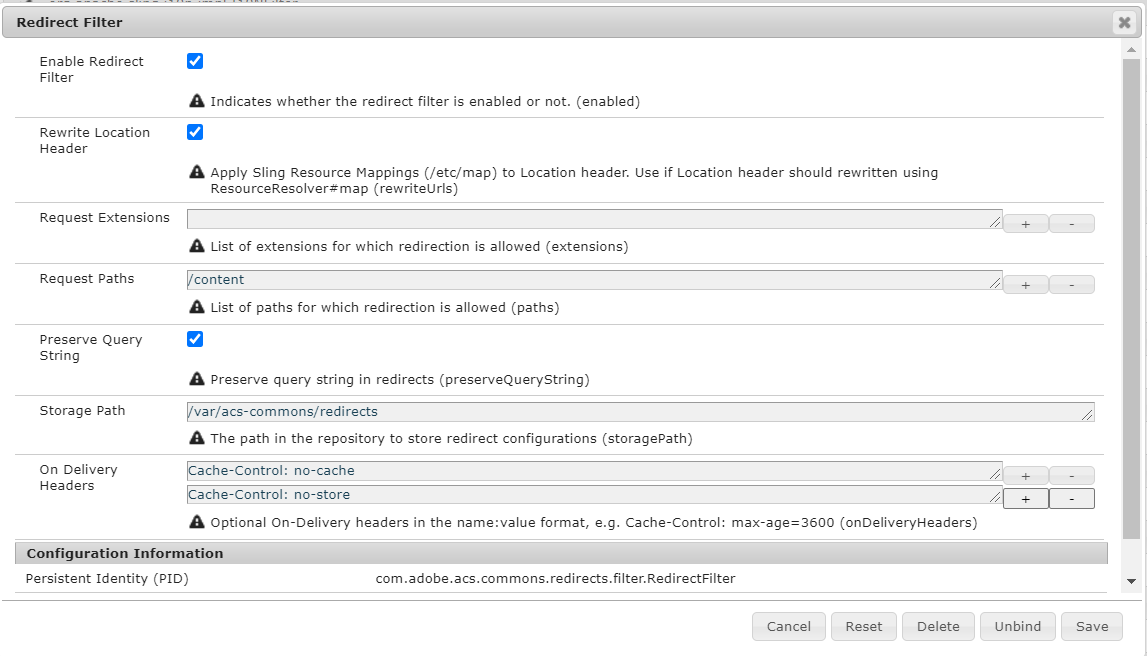 Redirect Filter
Enable Redirect
Filter
Indicates whether the redirect filter is enabled or not. (enabled)
Rewrite Location
Header
Apply Sling Resource Mappings (/etc/map) to Location header. Use if Location header should rewritten using
ResourceResolver#map (rewriteUrls)
Request Extensions
+ -
List of extensions for which redirection is allowed (extensions)
Request Paths
/content
+ -
List of paths for which redirection is allowed (paths)
Preserve Query
String
Preserve query string in redirects (preserveQueryString)
Storage Path
/var/acs-commons/redirects
The path in the repository to store redirect configurations (storagePath)
On Delivery
Headers
Cache-Control: no-cache
+ -
Cache-Control: no-store
+ -
Optional On-Delivery headers in the name:value format, e.g. Cache-Control: max-age=3600 (onDeliveryHeaders)
Configuration Information
Persistent Identity (PID) com.adobe.acs.commons.redirects.filter.RedirectFilter
Cancel Reset Delete Unbind Save